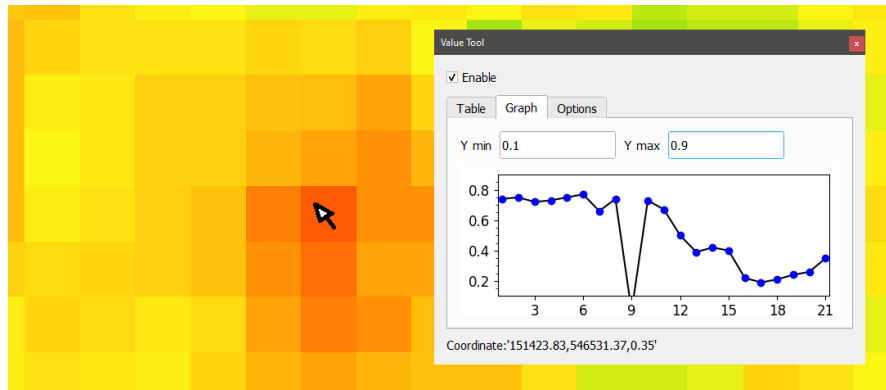 Value Tool x
Enable
Table Graph Options
Y min 0.1 Y max 0.9
0.8
0.6
0.4
0.2
3 6 9 12 15 18 21
Coordinate:'151423.83,546531.37,0.35'